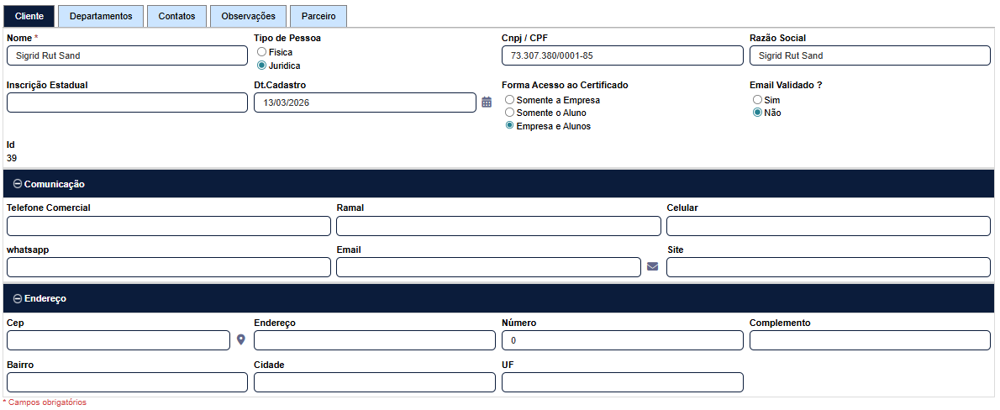 Cliente Departamentos Contatos Observações Parceiro
Nome * Tipo de Pessoa Cnpj / CPF Razão Social
Sigrid Rut Sand Física 73.307.380/0001-85 Sigrid Rut Sand
Jurídica
Inscrição Estadual Dt.Cadastro Forma Acesso ao Certificado Email Validado ?
13/03/2026 Somente a Empresa Sim
Somente o Aluno Não
Empresa e Alunos
Id
39
Comunicação
Telefone Comercial Ramal Celular
whatsapp Email Site
Endereço
Cep Endereço Número Complemento
0
Bairro Cidade UF
* Campos obrigatórios